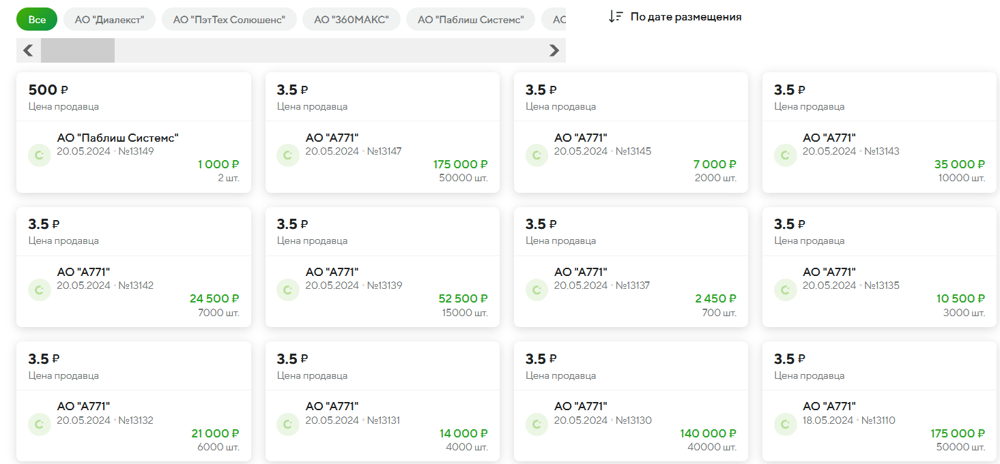 Все
АО "Диалект"
АО "ПэтТех Солюшенс"
АО "360МАКС"
АО "Паблиш Системс"
АО
По дате размещения
500 ₽
Цена продавца
АО "Паблиш Системс"
20.05.2024 • №13149
1 000 ₽
2 шт.
3.5 ₽
Цена продавца
АО "А771"
20.05.2024 • №13147
175 000 ₽
50000 шт.
3.5 ₽
Цена продавца
АО "А771"
20.05.2024 • №13145
7 000 ₽
2000 шт.
3.5 ₽
Цена продавца
АО "А771"
20.05.2024 • №13143
35 000 ₽
10000 шт.
3.5 ₽
Цена продавца
АО "А771"
20.05.2024 • №13142
24 500 ₽
7000 шт.
3.5 ₽
Цена продавца
АО "А771"
20.05.2024 • №13139
52 500 ₽
15000 шт.
3.5 ₽
Цена продавца
АО "А771"
20.05.2024 • №13137
2 450 ₽
700 шт.
3.5 ₽
Цена продавца
АО "А771"
20.05.2024 • №13135
10 500 ₽
3000 шт.
3.5 ₽
Цена продавца
АО "А771"
20.05.2024 • №13132
21 000 ₽
6000 шт.
3.5 ₽
Цена продавца
АО "А771"
20.05.2024 • №13131
14 000 ₽
4000 шт.
3.5 ₽
Цена продавца
АО "А771"
20.05.2024 • №13130
140 000 ₽
40000 шт.
3.5 ₽
Цена продавца
АО "А771"
18.05.2024 • №13110
175 000 ₽
50000 шт.